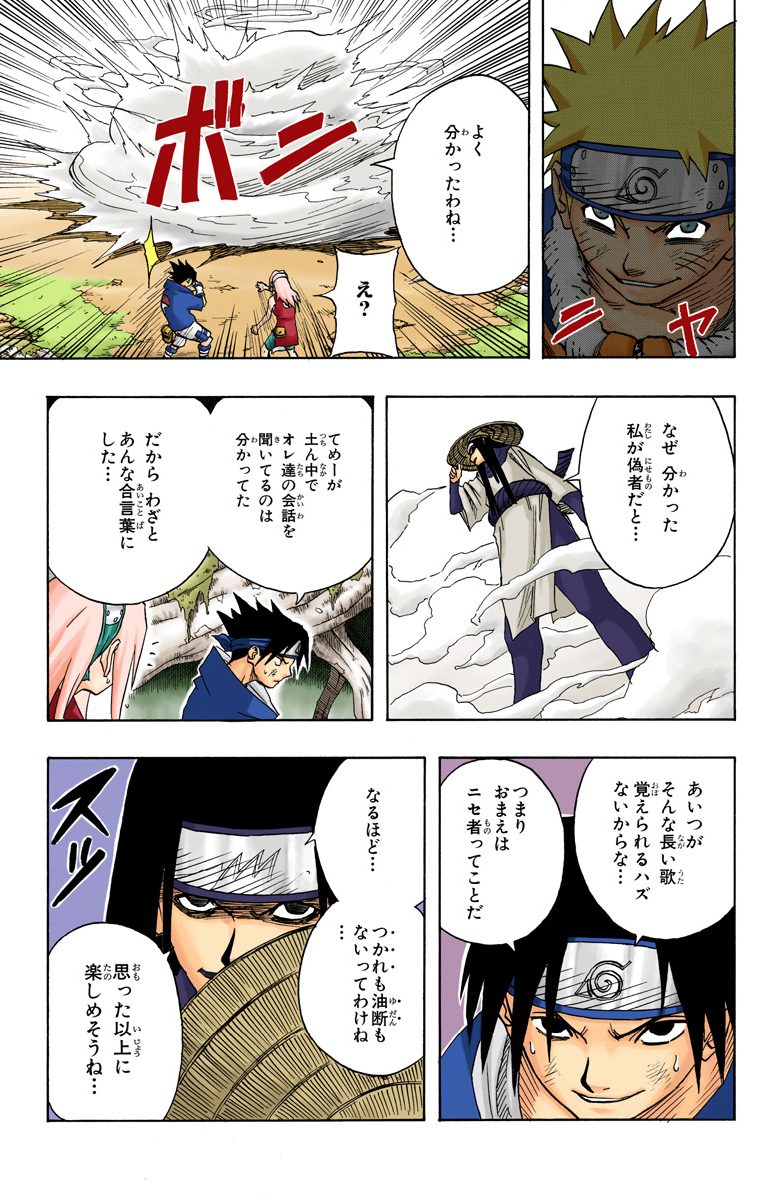 ニヤ
よく
分かったわね…
ボン
え?
なぜ 分かった
私が偽者だと…
てめーが
土ん中で
オレ達の会話を
聞いてるのは
分かってた
だから わざと
あんな合言葉に
した…
あいつが
そんな長い歌
覚えられるハズ
ないからな…
つまり
おまえは
ニセ者ってことだ
なるほど…
つかれも油断も
ないってわけね
…
スッ
思った以上に
楽しめそうね…